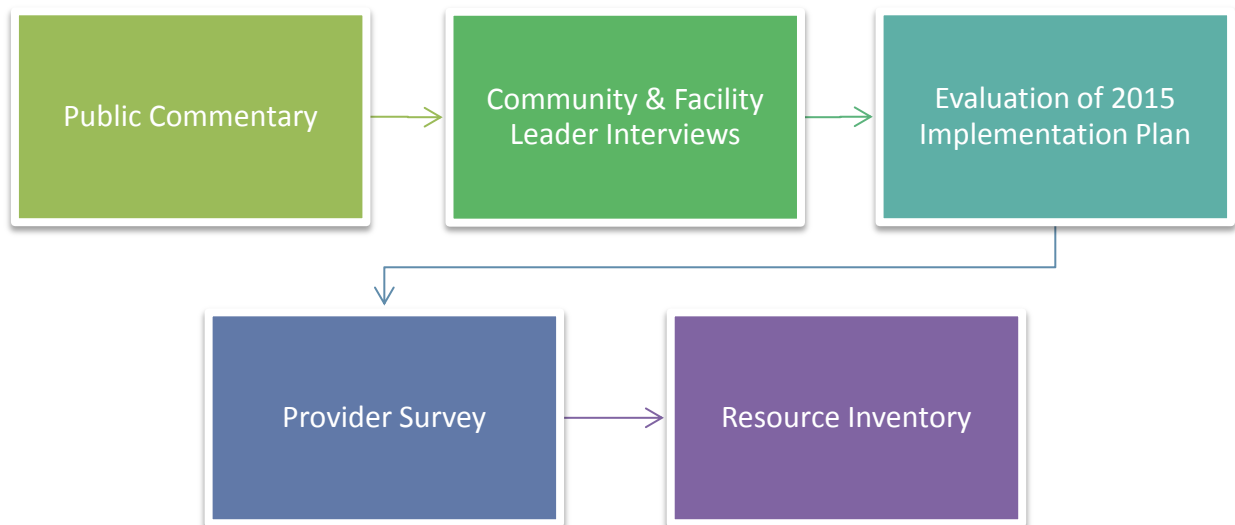 Public Commentary
Community & Facility
Leader Interviews
Evaluation of 2015
Implementation Plan
Provider Survey
Resource Inventory